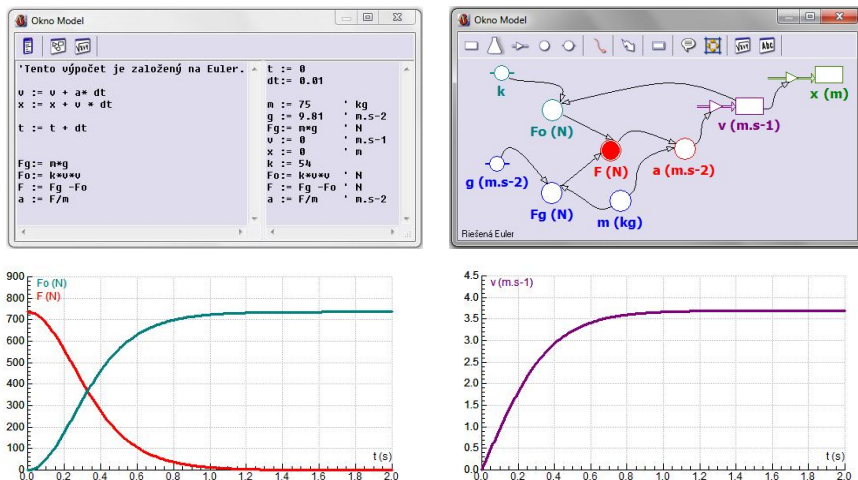 Okno Model
'Tento výpočet je založený na Euler.
v := v + a* dt
x := x + v * dt
t := t + dt
Fg:= m*g
Fo:= k*v*v
F := Fg -Fo
a := F/m
t := 0
dt:= 0.01
m := 75 ' kg
g := 9.81 ' m.s-2
Fg:= m*g ' N
v := 0 ' m.s-1
x := 0 ' m
k := 54
Fo:= k*v*v ' N
F := Fg -Fo ' N
a := F/m ' m.s-2
Okno Model
Abc
k
x (m)
v (m.s-1)
Fo (N)
F (N)
a (m.s-2)
g (m.s-2)
Fg (N)
m (kg)
Riešená Euler
Fo (N)
F (N)
900
800
700
600
500
400
300
200
100
0
t (s)
0.0 0.2 0.4 0.6 0.8 1.0 1.2 1.4 1.6 1.8 2.0
v (m.s-1)
4.5
4.0
3.5
3.0
2.5
2.0
1.5
1.0
0.5
0.0
t (s)
0.0 0.2 0.4 0.6 0.8 1.0 1.2 1.4 1.6 1.8 2.0